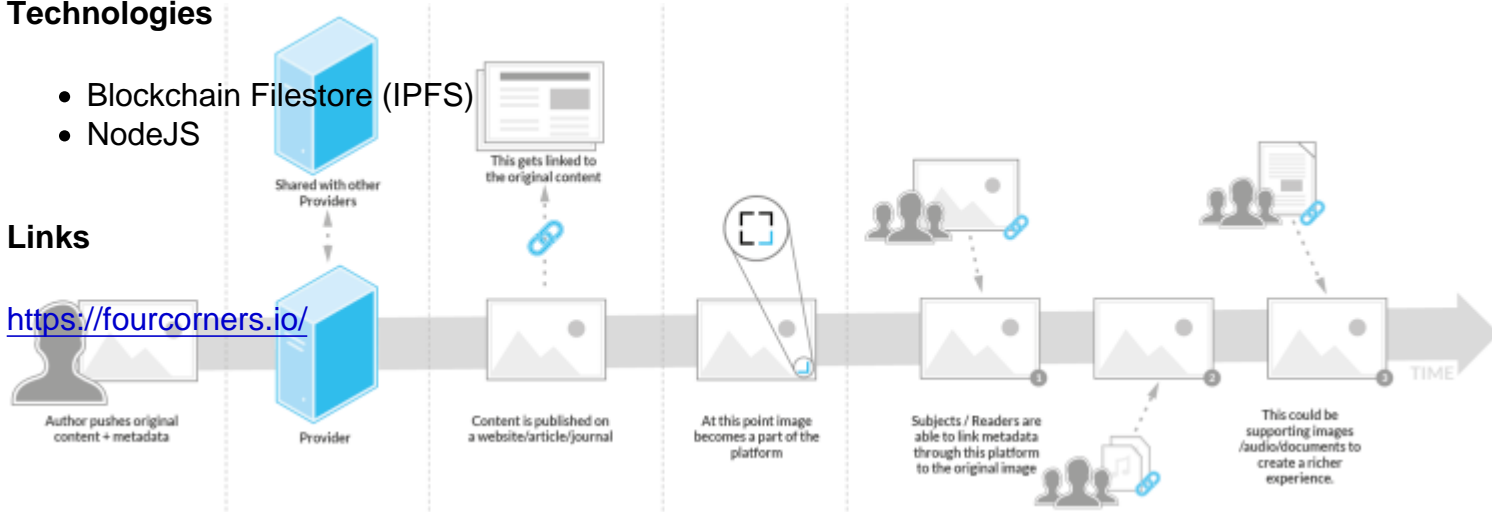 Technologies
Blockchain Filestore (IPFS)
NodeJS
This gets linked to
the original content
Shared with other
Providers
Links
https://fourcorners.io/
TIME
1
2
3
Author pushes original
content + metadata
Provider
Content is published on
a website/article/journal
At this point image
becomes a part of the
platform
Subjects / Readers are
able to link metadata
through this platform
to the original image
This could be
supporting images
/audio/documents to
create a richer
experience.